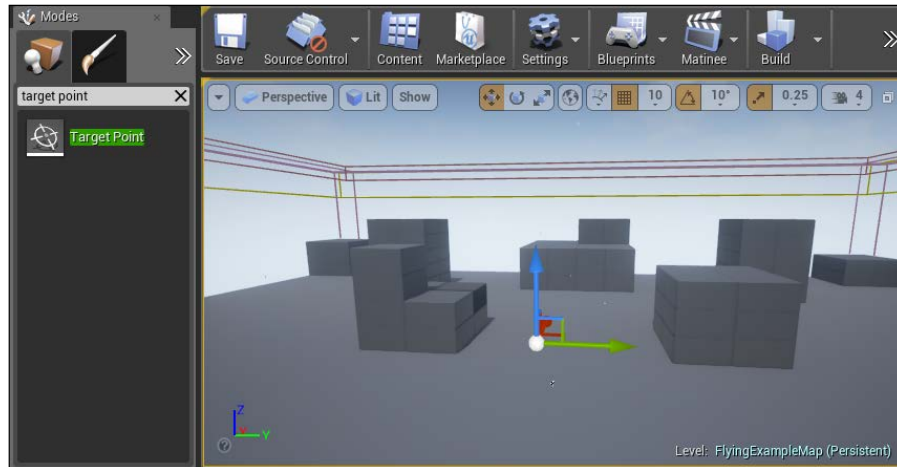 Modes
target point
Target Point
Save
Source Control
Content
Marketplace
Settings
Blueprints
Matinee
Build
Perspective
Lit
Show
10
10°
0.25
4
Z
Y
Level: FlyingExampleMap (Persistent)